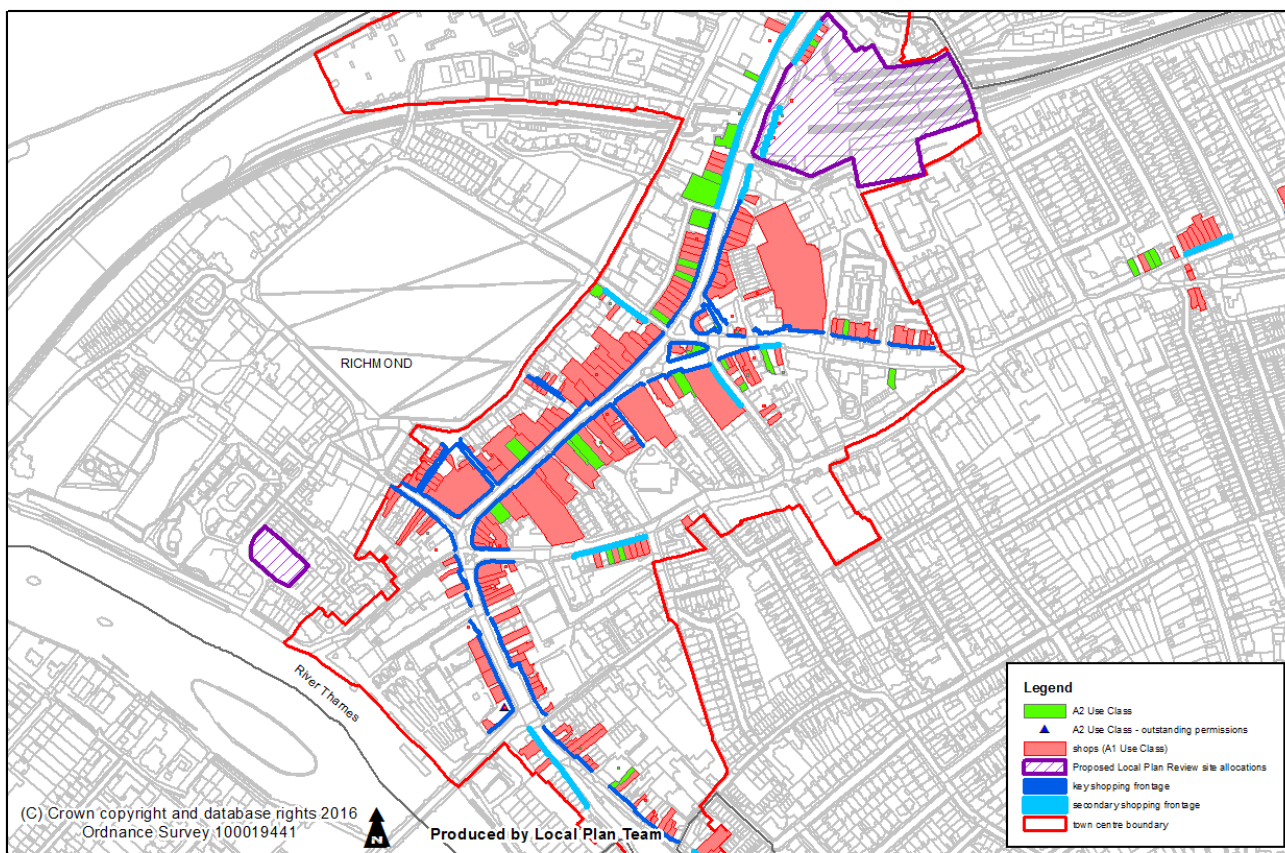 RICHMOND
River Thames
Legend
A2 Use Class
A2 Use Class - outstanding permissions
shops (A1 Use Class)
Proposed Local Plan Review site allocations
key shopping frontage
secondary shopping frontage
town centre boundary
(C) Crown copyright and database rights 2016
Ordnance Survey 100019441
N
Produced by Local Plan Team